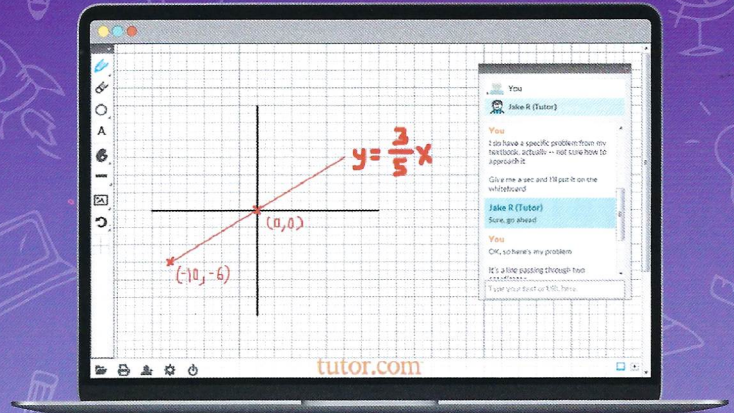 y = 3/5 x
(0,0)
(-10,-6)
A
You
Jake R (Tutor)
You
I do have a specific problem from my
textbook, actually -- not sure how to
approach it
Give me a sec and I'll put it on the
whiteboard
Jake R (Tutor)
Sure, go ahead
You
OK, so here's my problem
It's a line passing through two
Type your text or URL here.
tutor.com